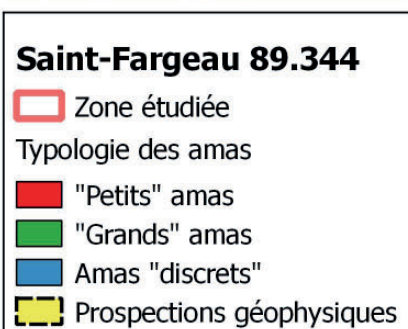 Saint-Fargeau 89.344
Zone étudiée
Typologie des amas
"Petits" amas
"Grands" amas
Amas "discrets"
Prospections géophysiques